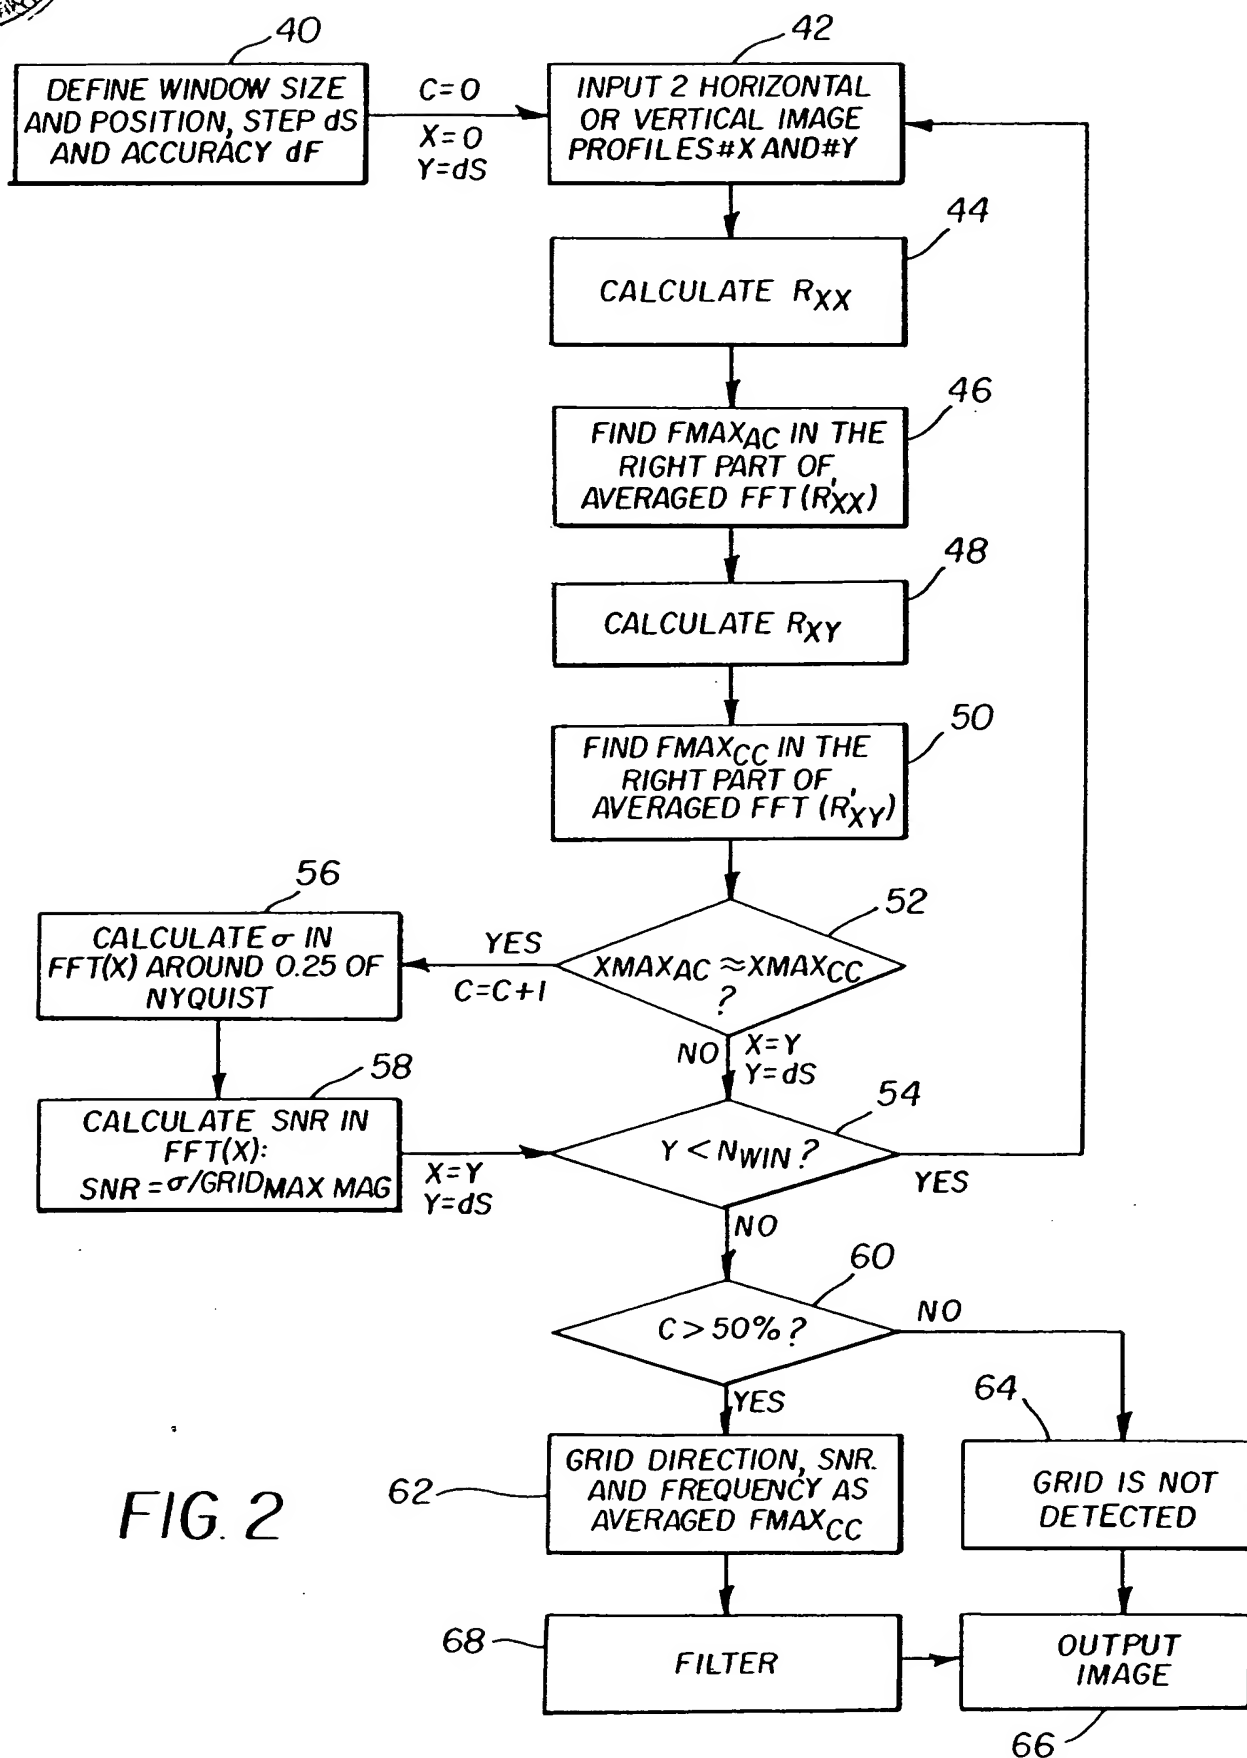 40
DEFINE WINDOW SIZE
AND POSITION, STEP dS
AND ACCURACY dF
C=0
X=0
Y=dS
42
INPUT 2 HORIZONTAL
OR VERTICAL IMAGE
PROFILES#X AND#Y
44
CALCULATE RXX
46
FIND FMAXAC IN THE
RIGHT PART OF
AVERAGED FFT(R'XX)
48
CALCULATE RXY
50
FIND FMAXCC IN THE
RIGHT PART OF
AVERAGED FFT (R'XY)
52
XMAXAC ≈XMAXCC
?
YES
C=C+1
56
CALCULATE σ IN
FFT(X) AROUND 0.25 OF
NYQUIST
NO
X=Y
Y=dS
58
CALCULATE SNR IN
FFT(X):
SNR=σ/GRIDMAX MAG
X=Y
Y=dS
54
Y < NWIN ?
YES
NO
60
C > 50% ?
NO
YES
62
GRID DIRECTION, SNR.
AND FREQUENCY AS
AVERAGED FMAXCC
64
GRID IS NOT
DETECTED
FIG. 2
68
FILTER
OUTPUT
IMAGE
66